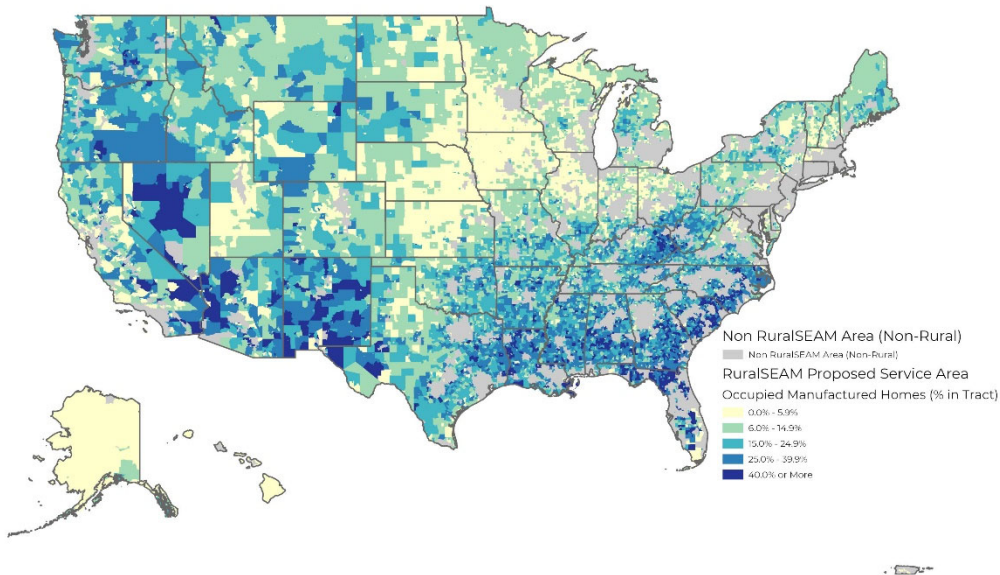 Non RuralSEAM Area (Non-Rural)
Non RuralSEAM Area (Non-Rural)
RuralSEAM Proposed Service Area
Occupied Manufactured Homes (% in Tract)
0.0% - 5.9%
6.0% - 14.9%
15.0% - 24.9%
25.0% - 39.9%
40.0% or More